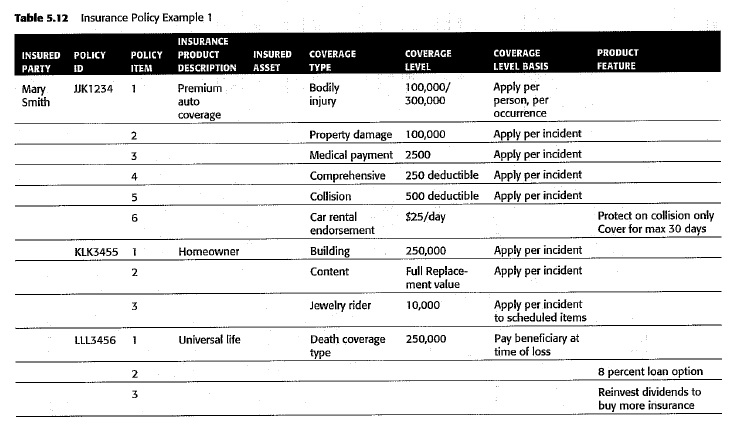 Table 5.12 Insurance Policy Example 1
INSURED PARTY POLICY ID POLICY ITEM INSURANCE PRODUCT DESCRIPTION INSURED ASSET COVERAGE TYPE COVERAGE LEVEL COVERAGE LEVEL BASIS PRODUCT FEATURE
Mary Smith JJK1234 1 Premium auto coverage Bodily injury 100,000/ 300,000 Apply per person, per occurrence
2 Property damage 100,000 Apply per incident
3 Medical payment 2500 Apply per incident
4 Comprehensive 250 deductible Apply per incident
5 Collision 500 deductible Apply per incident
6 Car rental endorsement $25/day Protect on collision only Cover for max 30 days
KLK3455 1 Homeowner Building 250,000 Apply per incident
2 Content Full Replace- ment value Apply per incident
3 Jewelry rider 10,000 Apply per incident to scheduled items
LLL3456 1 Universal life Death coverage type 250,000 Pay beneficiary at time of loss
2 8 percent loan option
3 Reinvest dividends to buy more insurance